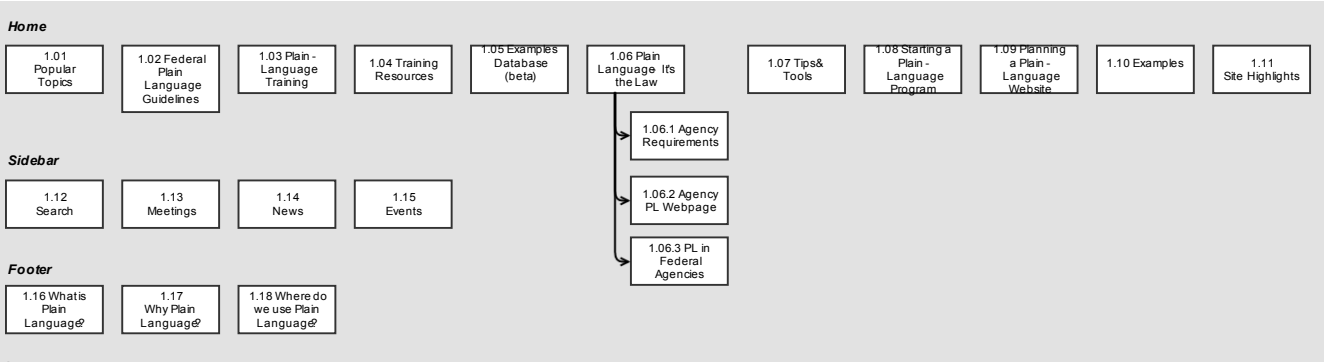 Home
1.01
Popular
Topics
1.02 Federal
Plain
Language
Guidelines
1.03 Plain -
Language
Training
1.04 Training
Resources
1.05 Examples
Database
(beta)
1.06 Plain
Language- It's
the Law
1.07 Tips&
Tools
1.08 Starting a
Plain -
Language
Program
1.09 Planning
a Plain -
Language
Website
1.10 Examples
1.11
Site Highlights
1.06.1 Agency
Requirements
1.06.2 Agency
PL Webpage
1.06.3 PL in
Federal
Agencies
Sidebar
1.12
Search
1.13
Meetings
1.14
News
1.15
Events
Footer
1.16 What is
Plain
Language?
1.17
Why Plain
Language?
1.18 Where do
we use Plain
Language?